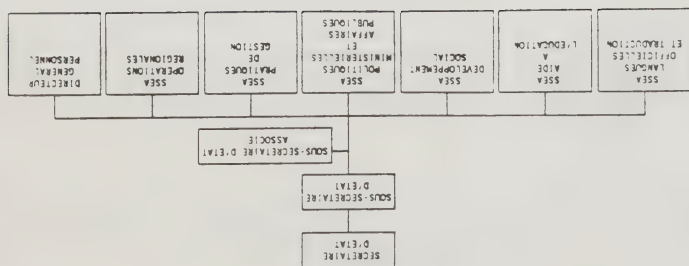 SECRETAIRE
D'ETAT
SOUS-SECRETAIRE
D'ETAT
SOUS-SECRETAIRE D'ETAT
ASSOCIE
SSEA
LANGUES
OFFICIELLES
ET TRADUCTION
SSEA
AIDE
A
L'EDUCATION
SSEA
DEVELOPPEMENT
SOCIAL
SSEA
POLITIQUES
MINISTERIELLES
ET
AFFAIRES
PUBLIQUES
SSEA
PRATIQUES
DE
GESTION
SSEA
OPERATIONS
REGIONALES
DIRECTEUR
GENERAL
PERSONNEL